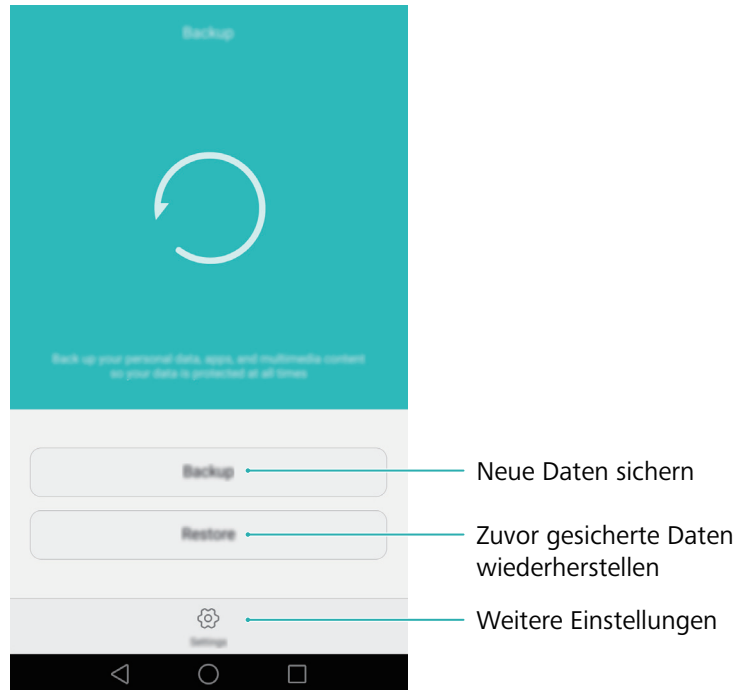 Backup
Back up your personal data, apps, and multimedia content
so your data is protected at all times
Backup
Neue Daten sichern
Restore
Zuvor gesicherte Daten
wiederherstellen
Settings
Weitere Einstellungen